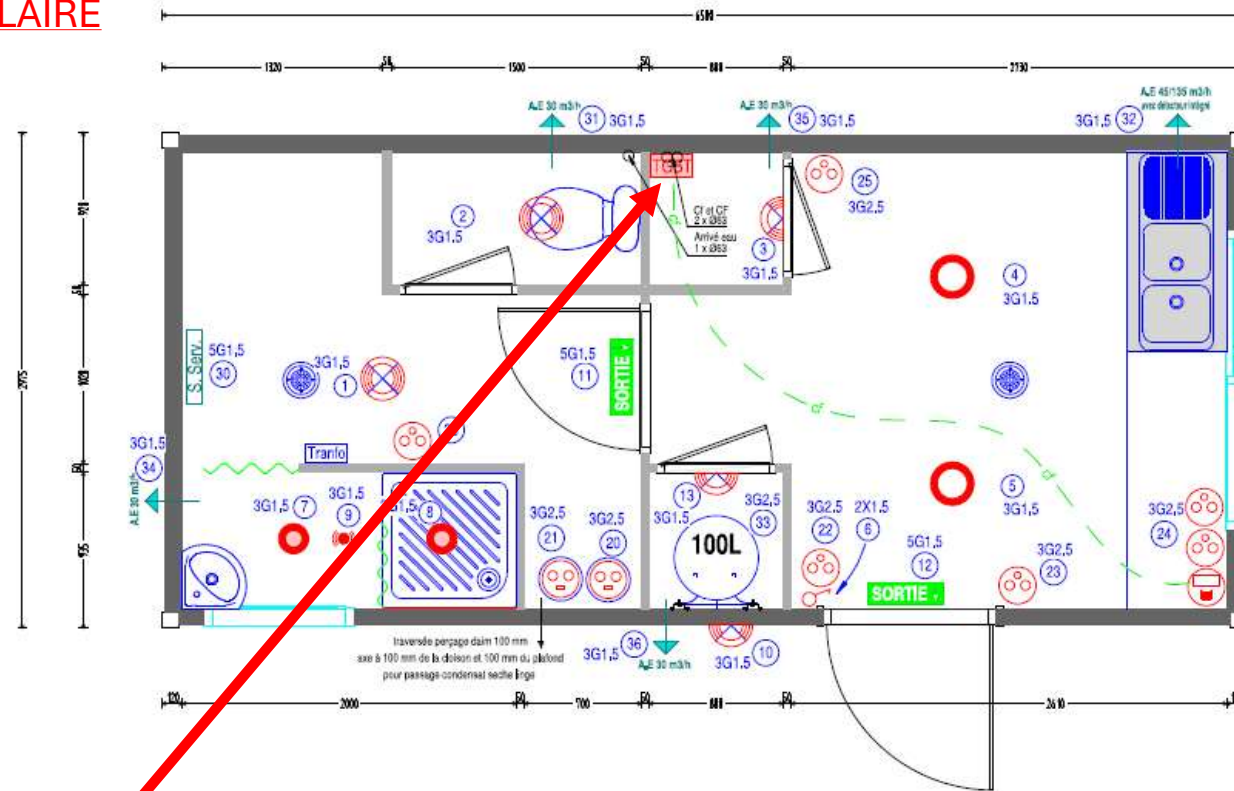 LAIRE
6500
1320
50
1500
50
880
50
2730
A.E 30 m3/h
31
3G1,5
A.E 30 m3/h
35
3G1,5
3G1,5
32
A.E 45/135 m3/h
avec détecteur intégré
TGBT
25
3G2,5
2
3G1.5
Cf et CF
2 x Ø63
Arrivé eau
1 x Ø63
cf
3
3G1,5
4
3G1.5
920
50
1020
50
935
2975
S. Serv.
5G1,5
30
3G1,5
1
5G1.5
11
SORTIE
cf
3G1.5
34
A.E 30 m3/h
Tranfo
3G1,5
7
3G1.5
9
8
3G2.5
21
3G2,5
20
13
3G1.5
3G2,5
33
100L
3G2.5
22
2X1.5
6
5G1.5
12
SORTIE
5
3G1,5
3G2.5
23
cf
3G2,5
24
traversée perçage daim 100 mm
axe à 100 mm de la cloison et 100 mm du plafond
pour passage condensat seche linge
3G1,5
36
A.E 30 m3/h
3G1.5
10
120
2000
50
700
50
880
50
2610